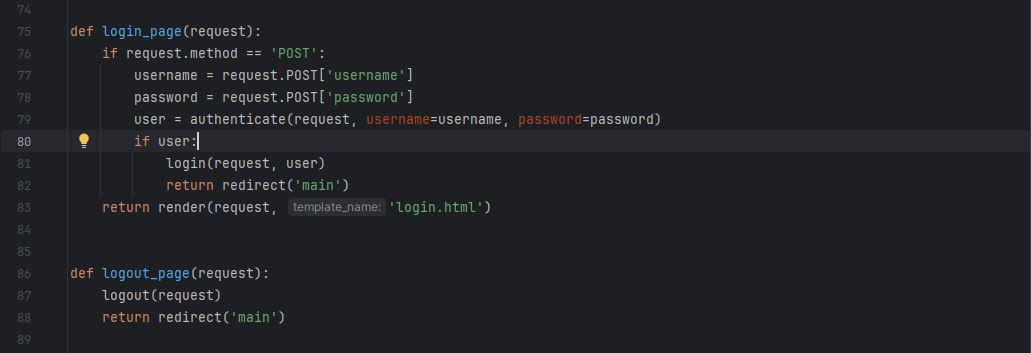 74
75 def login_page(request):
76     if request.method == 'POST':
77         username = request.POST['username']
78         password = request.POST['password']
79         user = authenticate(request, username=username, password=password)
80         if user:
81             login(request, user)
82             return redirect('main')
83     return render(request, template_name: 'login.html')
84
85
86 def logout_page(request):
87     logout(request)
88     return redirect('main')
89